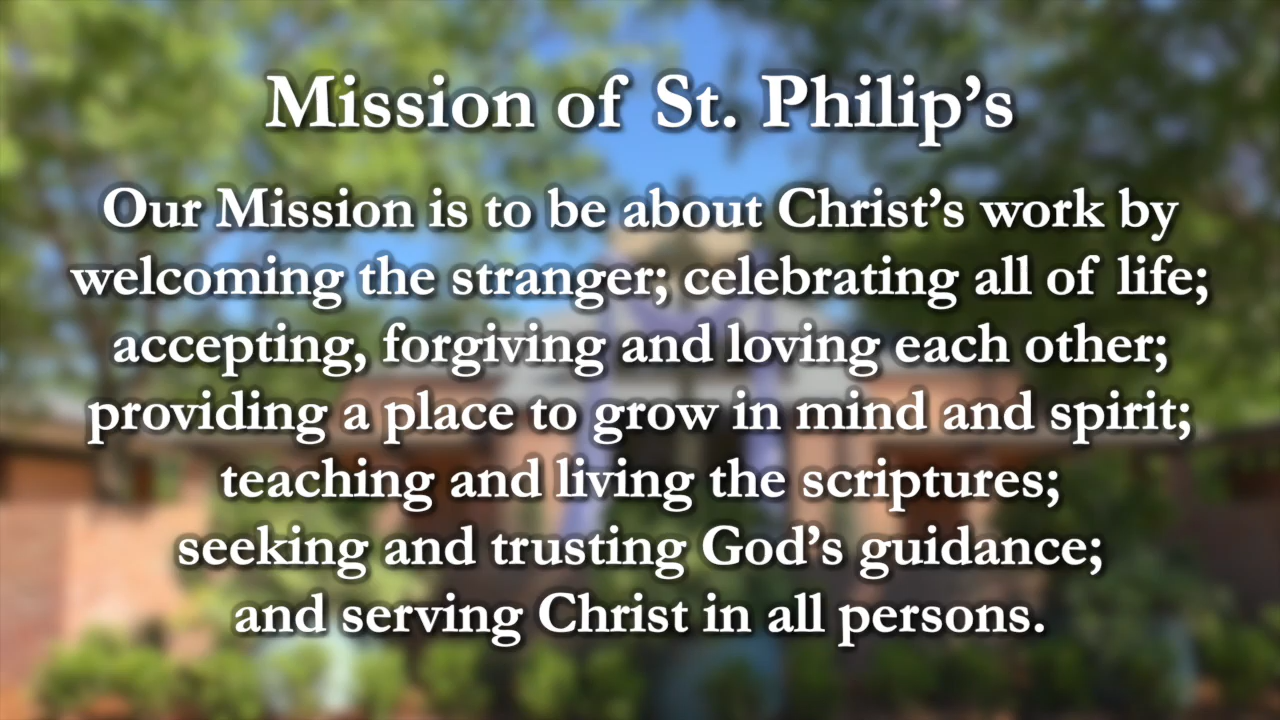 Mission of St. Philip’s
Our Mission is to be about Christ’s work by
welcoming the stranger; celebrating all of life;
accepting, forgiving and loving each other;
providing a place to grow in mind and spirit;
teaching and living the scriptures;
seeking and trusting God’s guidance;
and serving Christ in all persons.